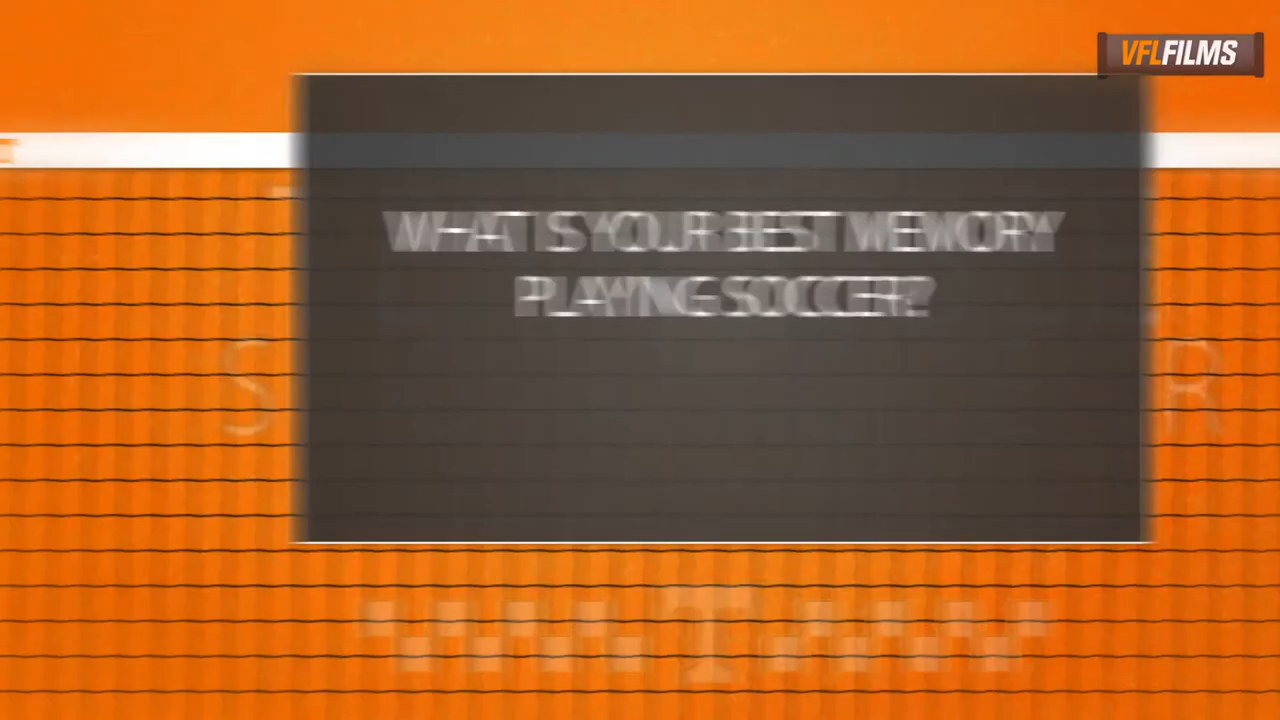 VFLFILMS
WHAT IS YOUR BEST MEMORY
PLAYING SOCCER?
S R
T